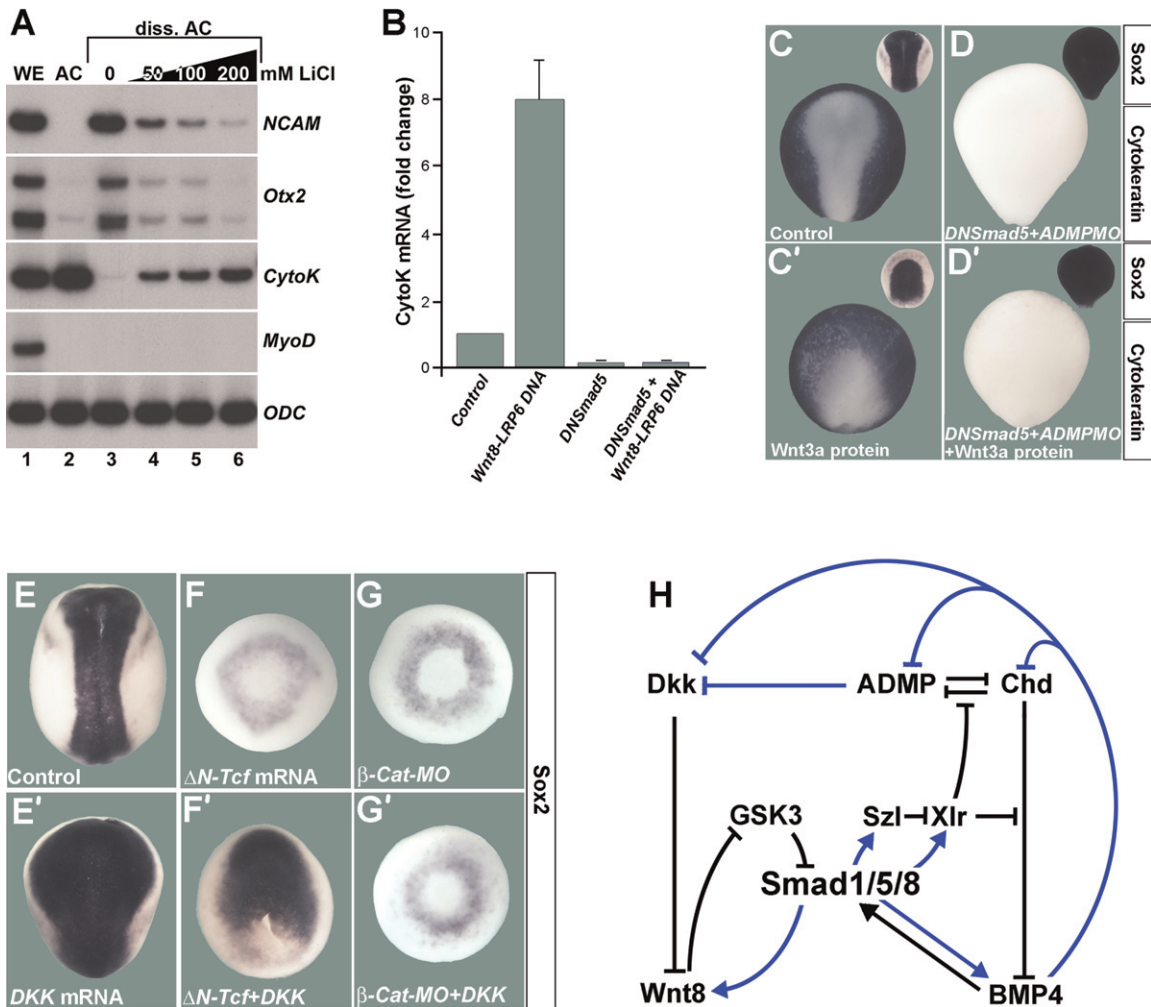 A
diss. AC
WE AC 0 50 100 200 mM LiCl
NCAM
Otx2
CytoK
MyoD
ODC
1 2 3 4 5 6
B
CytoK mRNA (fold change)
10
8
6
4
2
0
Control
Wnt8-LRP6 DNA
DNSmad5
DNSmad5 +
Wnt8-LRP6 DNA
C
Control
D
DNSmad5+ADMPMO
Sox2
Cytokeratin
C'
Wnt3a protein
D'
DNSmad5+ADMPMO
+Wnt3a protein
Sox2
Cytokeratin
E
Control
F
ΔN-Tcf mRNA
G
β-Cat-MO
E'
DKK mRNA
F'
ΔN-Tcf+DKK
G'
β-Cat-MO+DKK
Sox2
H
Dkk ADMP Chd
GSK3 Szl Xlr
Smad1/5/8
Wnt8 BMP4